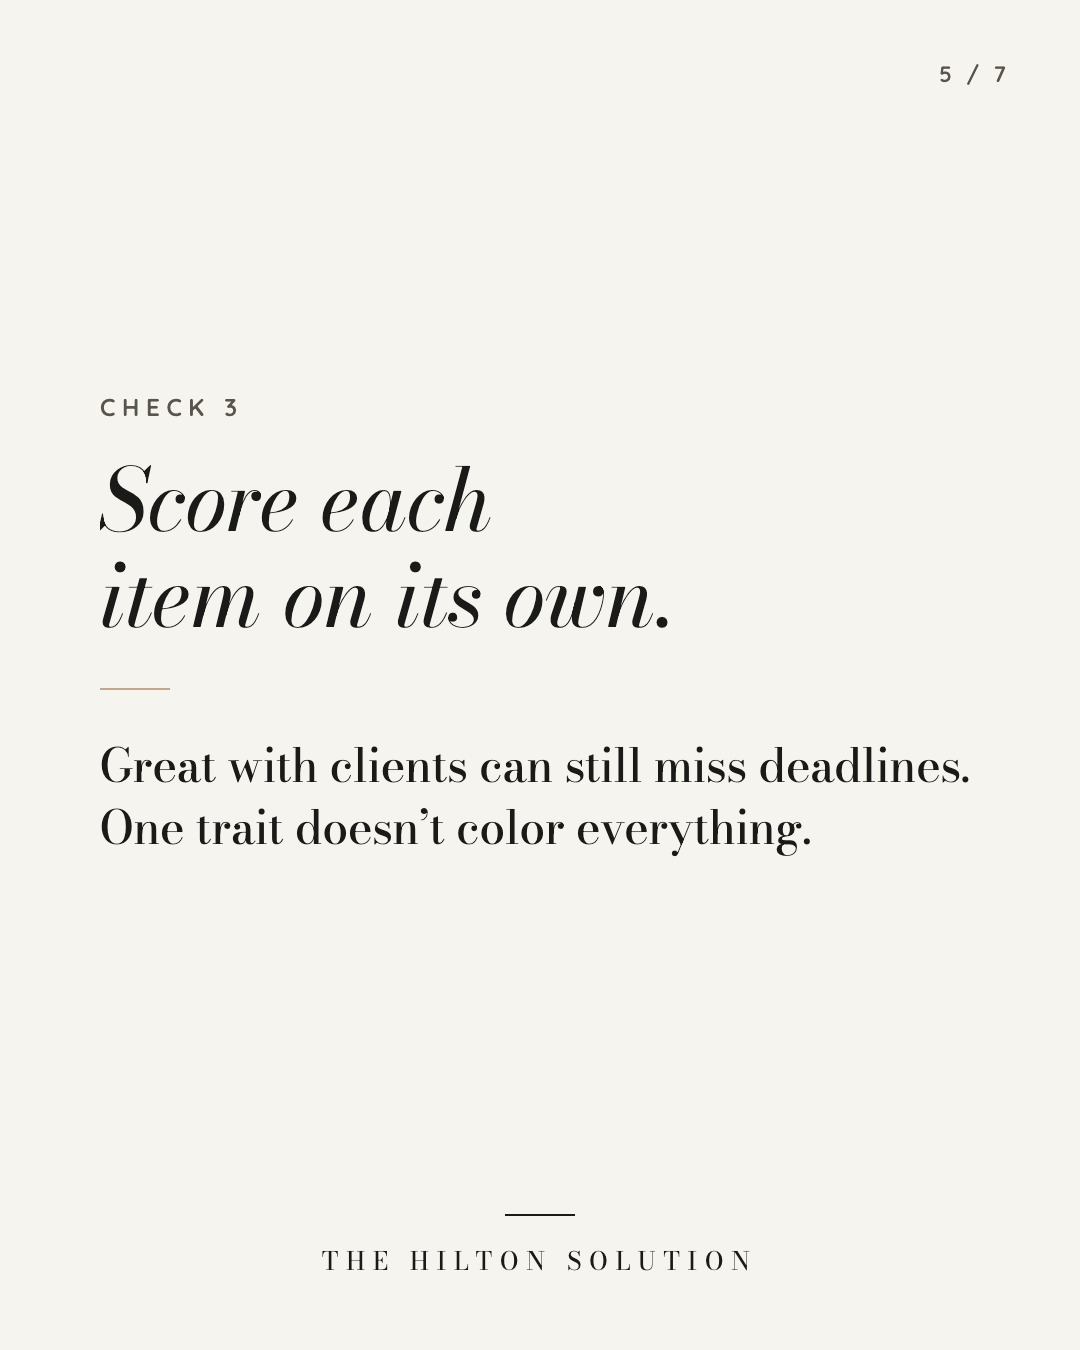 5 / 7
CHECK 3
Score each
item on its own.
Great with clients can still miss deadlines.
One trait doesn’t color everything.
THE HILTON SOLUTION